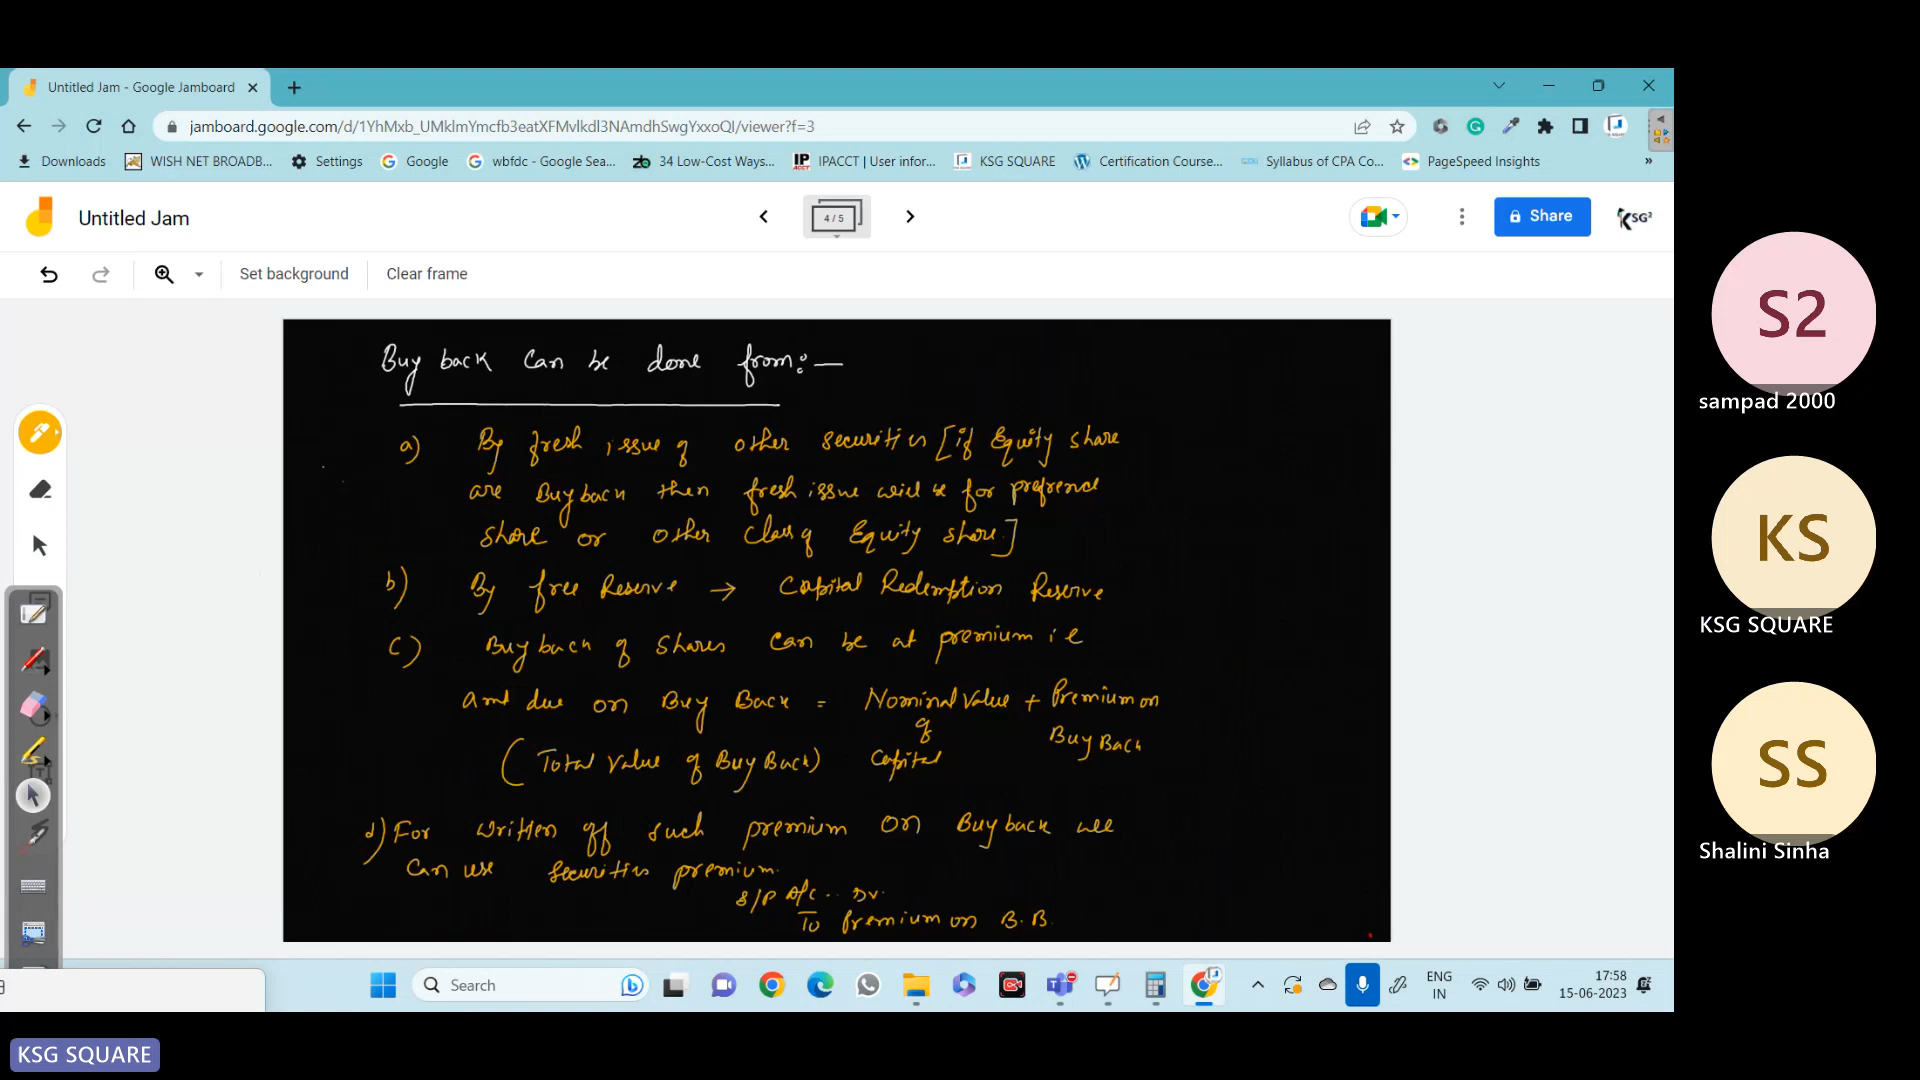 Untitled Jam - Google Jamboard
jamboard.google.com/d/1YhMxb_UMklmYmcfb3eatXFMvlkdl3NAmdhSwgYxxoQI/viewer?f=3
Downloads WISH NET BROADB... Settings Google wbfdc - Google Sea... 34 Low-Cost Ways... IPACCT | User infor... KSG SQUARE Certification Course... Syllabus of CPA Co... PageSpeed Insights »
Untitled Jam
4 / 5
Share
KSG²
Set background
Clear frame
Buy back Can be done from:—
a) By fresh issue of other securities [if Equity share
are Buyback then fresh issue will be for prefrence
share or other class of Equity share.]
b) By free Reserve → Capital Redemption Reserve
c) Buyback of shares can be at premium i e
amt due on Buy Back = Nominal Value + Premium on
of Buy Back
(Total value of Buy Back) Capital
d) For written off such premium on Buyback we
can use securities premium.
S/P A/c .. Dr.
To premium on B.B.
S2
sampad 2000
KS
KSG SQUARE
SS
Shalini Sinha
Search
ENG
IN
17:58
15-06-2023
KSG SQUARE